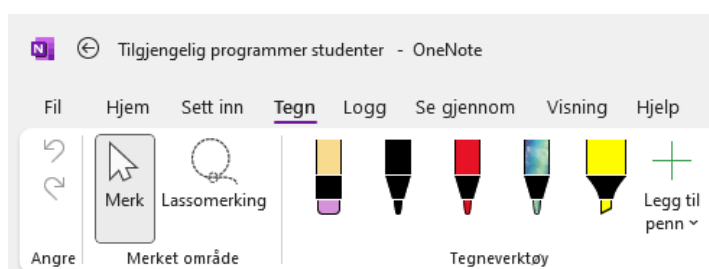 N Tilgjengelig programmer studenter - OneNote
Fil Hjem Sett inn Tegn Logg Se gjennom Visning Hjelp
Merk Lassomerking Legg til
penn
Angre Merket område Tegneverktøy